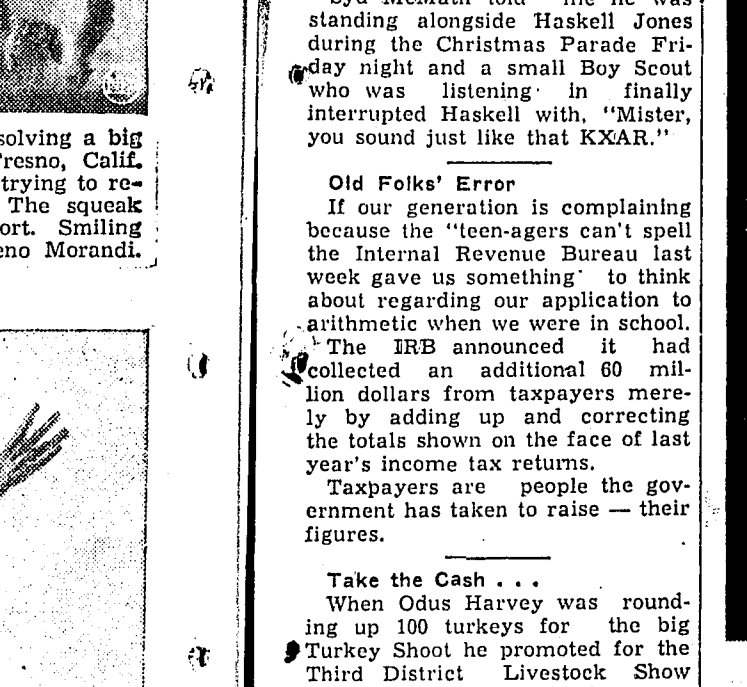 solving a big
resno, Calif.
trying to re-
The squeak
ort. Smiling
eno Morandi.
Syd McMath told me he was
standing alongside Haskell Jones
during the Christmas Parade Fri-
day night and a small Boy Scout
who was listening in finally
interrupted Haskell with, "Mister,
you sound just like that KXAR."
Old Folks' Error
If our generation is complaining
because the "teen-agers can't spell
the Internal Revenue Bureau last
week gave us something to think
about regarding our application to
arithmetic when we were in school.
The IRB announced it had
collected an additional 60 mil-
lion dollars from taxpayers mere-
ly by adding up and correcting
the totals shown on the face of last
year's income tax returns.
Taxpayers are people the gov-
ernment has taken to raise — their
figures.
Take the Cash . . .
When Odus Harvey was round-
ing up 100 turkeys for the big
Turkey Shoot he promoted for the
Third District Livestock Show